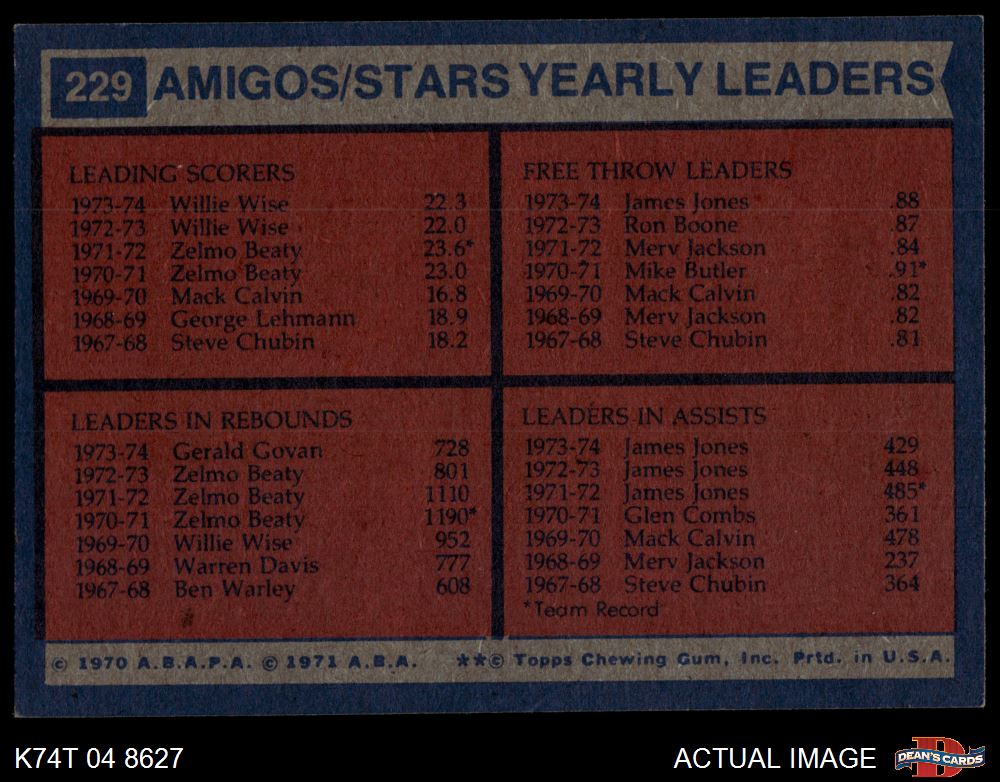 229 AMIGOS/STARS YEARLY LEADERS
LEADING SCORERS
1973-74 Willie Wise 22.3
1972-73 Willie Wise 22.0
1971-72 Zelmo Beaty 23.6*
1970-71 Zelmo Beaty 23.0
1969-70 Mack Calvin 16.8
1968-69 George Lehmann 18.9
1967-68 Steve Chubin 18.2
FREE THROW LEADERS
1973-74 James Jones .88
1972-73 Ron Boone .87
1971-72 Merv Jackson .84
1970-71 Mike Butler .91*
1969-70 Mack Calvin .82
1968-69 Merv Jackson .82
1967-68 Steve Chubin .81
LEADERS IN REBOUNDS
1973-74 Gerald Govan 728
1972-73 Zelmo Beaty 801
1971-72 Zelmo Beaty 1110
1970-71 Zelmo Beaty 1190*
1969-70 Willie Wise 952
1968-69 Warren Davis 777
1967-68 Ben Warley 608
LEADERS IN ASSISTS
1973-74 James Jones 429
1972-73 James Jones 448
1971-72 James Jones 485*
1970-71 Glen Combs 361
1969-70 Mack Calvin 478
1968-69 Merv Jackson 237
1967-68 Steve Chubin 364
*Team Record
© 1970 A.B.A.P.A. © 1971 A.B.A. **© Topps Chewing Gum, Inc. Prtd. in U.S.A.
K74T 04 8627 ACTUAL IMAGE D DEAN'S CARDS